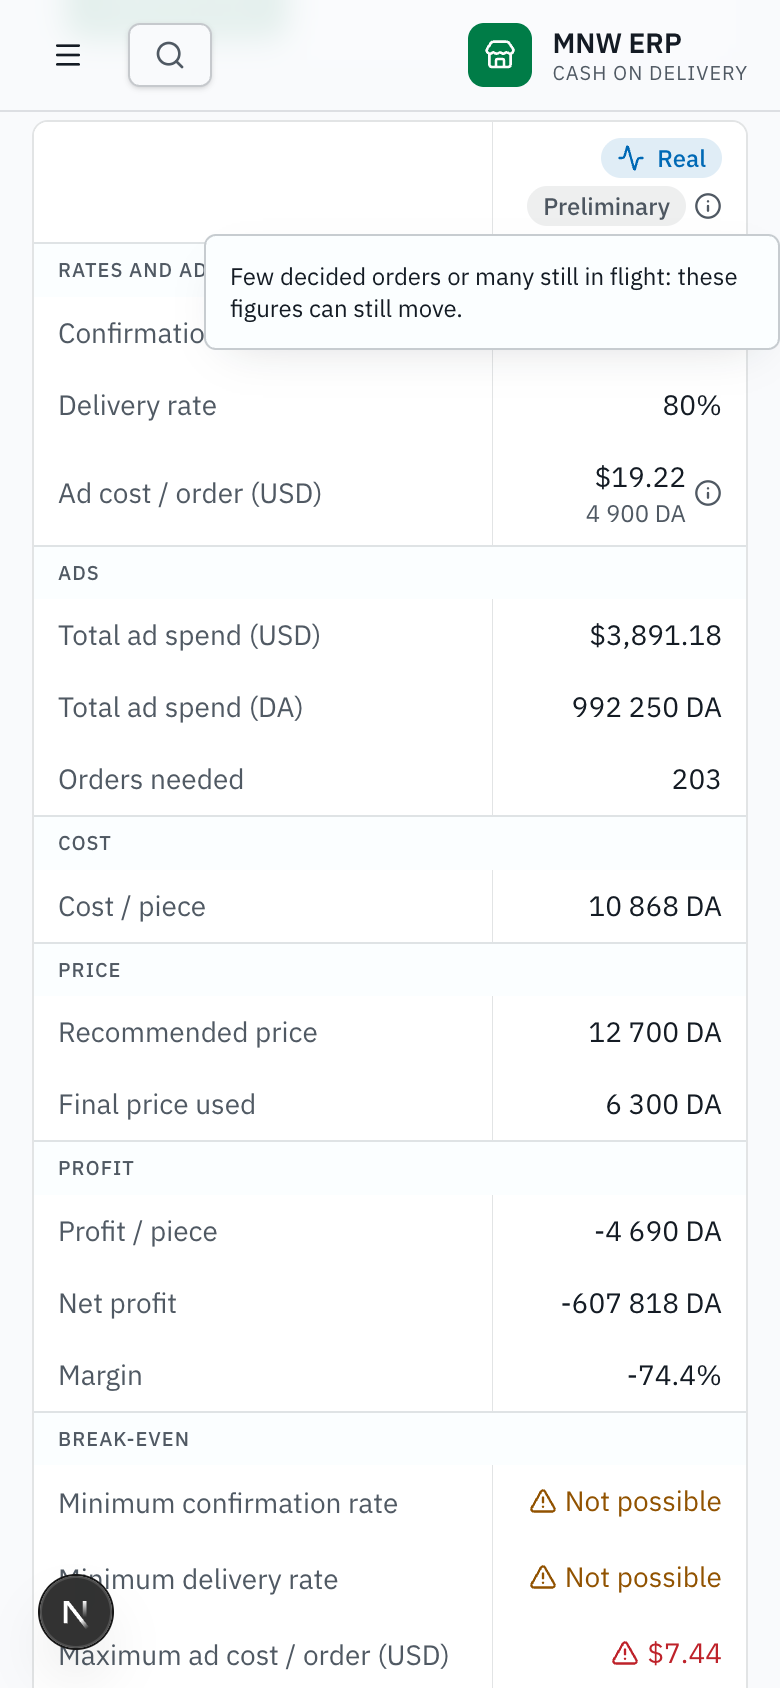 MNW ERP
CASH ON DELIVERY
Real
Preliminary
Few decided orders or many still in flight: these
figures can still move.
RATES AND AD
Confirmatio
Delivery rate 80%
Ad cost / order (USD) $19.22
4 900 DA
ADS
Total ad spend (USD) $3,891.18
Total ad spend (DA) 992 250 DA
Orders needed 203
COST
Cost / piece 10 868 DA
PRICE
Recommended price 12 700 DA
Final price used 6 300 DA
PROFIT
Profit / piece -4 690 DA
Net profit -607 818 DA
Margin -74.4%
BREAK-EVEN
Minimum confirmation rate Not possible
Minimum delivery rate Not possible
N
Maximum ad cost / order (USD) $7.44